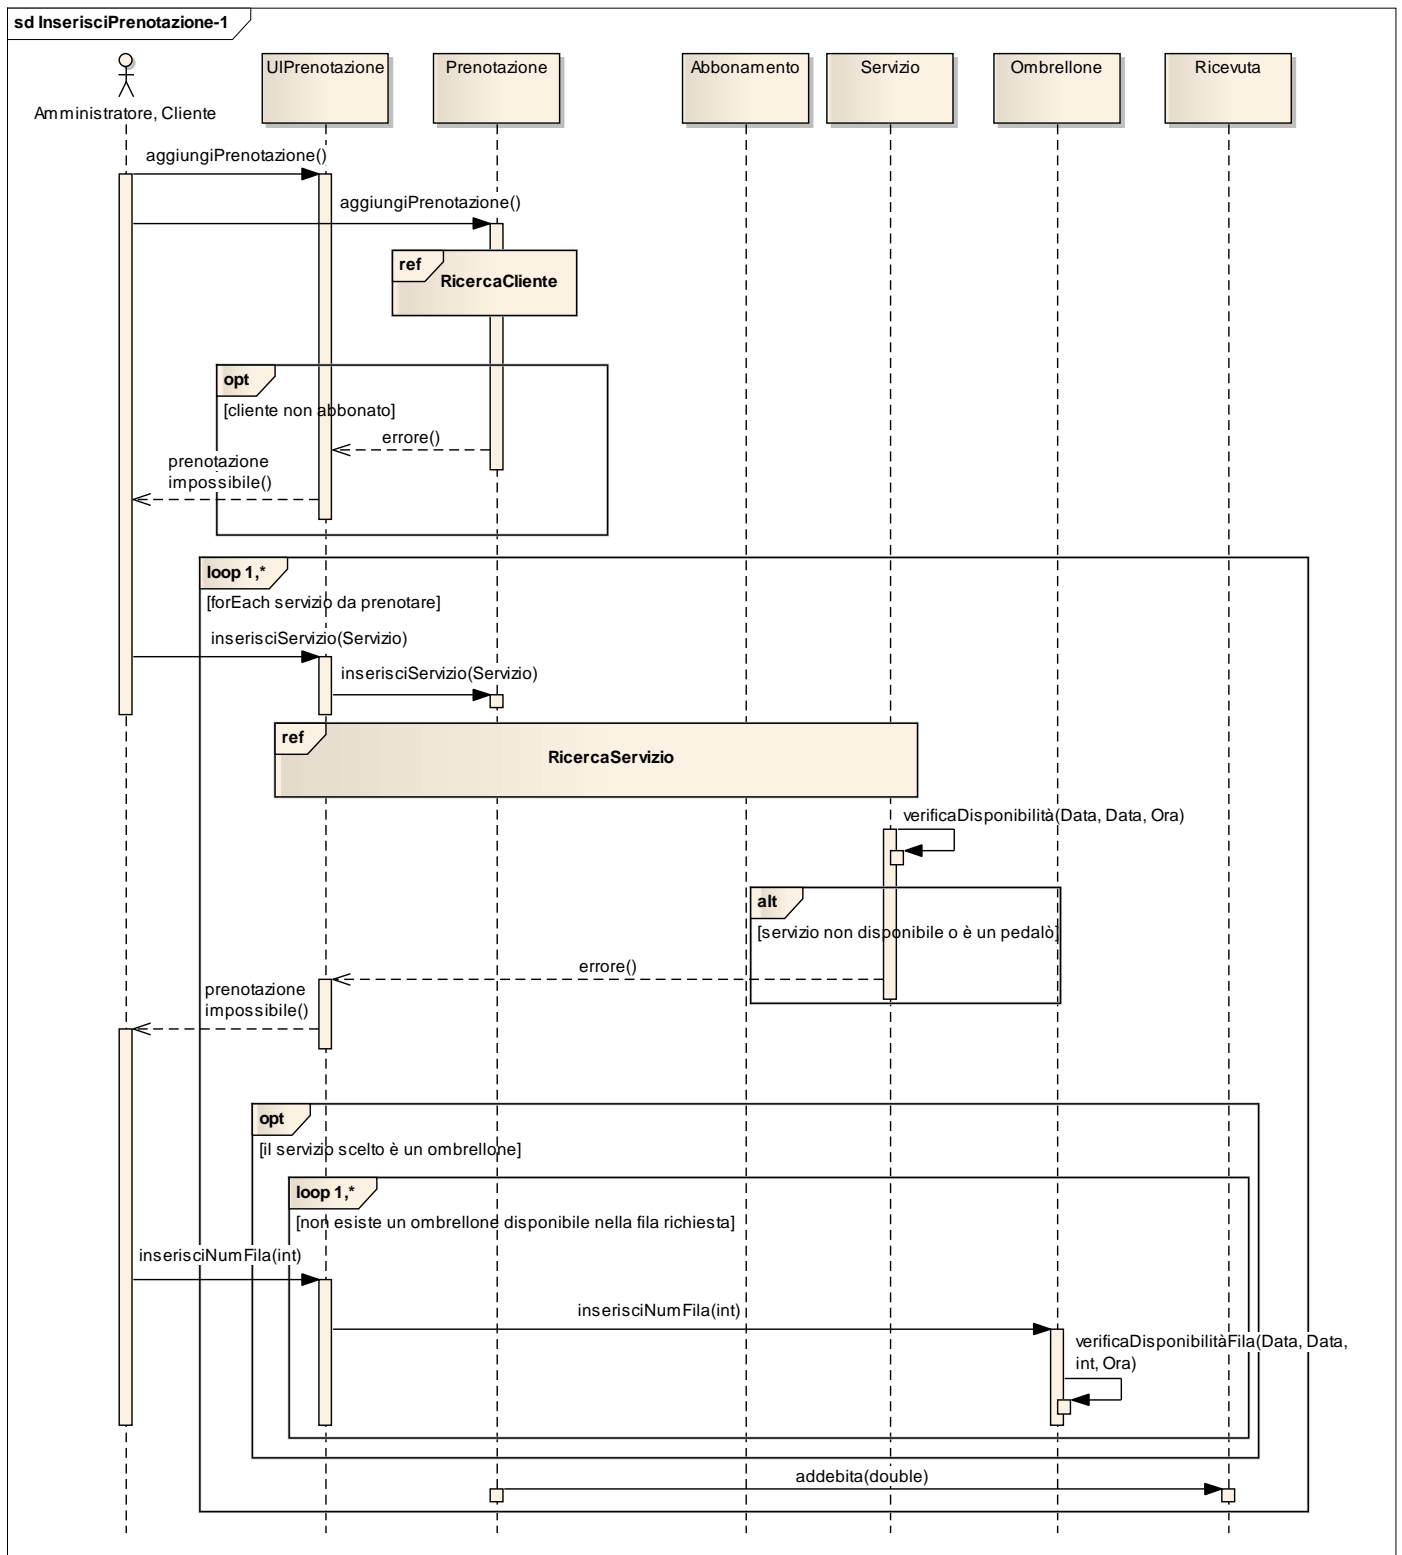 sd InserisciPrenotazione-1
Amministratore, Cliente
UIPrenotazione
Prenotazione
Abbonamento
Servizio
Ombrellone
Ricevuta
aggiungiPrenotazione()
aggiungiPrenotazione()
ref
RicercaCliente
opt
[cliente non abbonato]
errore()
prenotazione
impossibile()
loop 1,*
[forEach servizio da prenotare]
inserisciServizio(Servizio)
inserisciServizio(Servizio)
ref
RicercaServizio
verificaDisponibilità(Data, Data, Ora)
alt
[servizio non disponibile o è un pedalò]
errore()
prenotazione
impossibile()
opt
[il servizio scelto è un ombrellone]
loop 1,*
[non esiste un ombrellone disponibile nella fila richiesta]
inserisciNumFila(int)
inserisciNumFila(int)
verificaDisponibilitàFila(Data, Data,
int, Ora)
addebita(double)